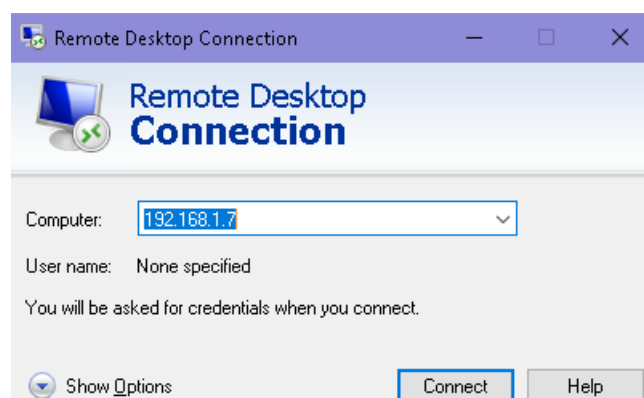 Remote Desktop Connection
Remote Desktop
Connection
Computer: 192.168.1.7
User name: None specified
You will be asked for credentials when you connect.
Show Options Connect Help